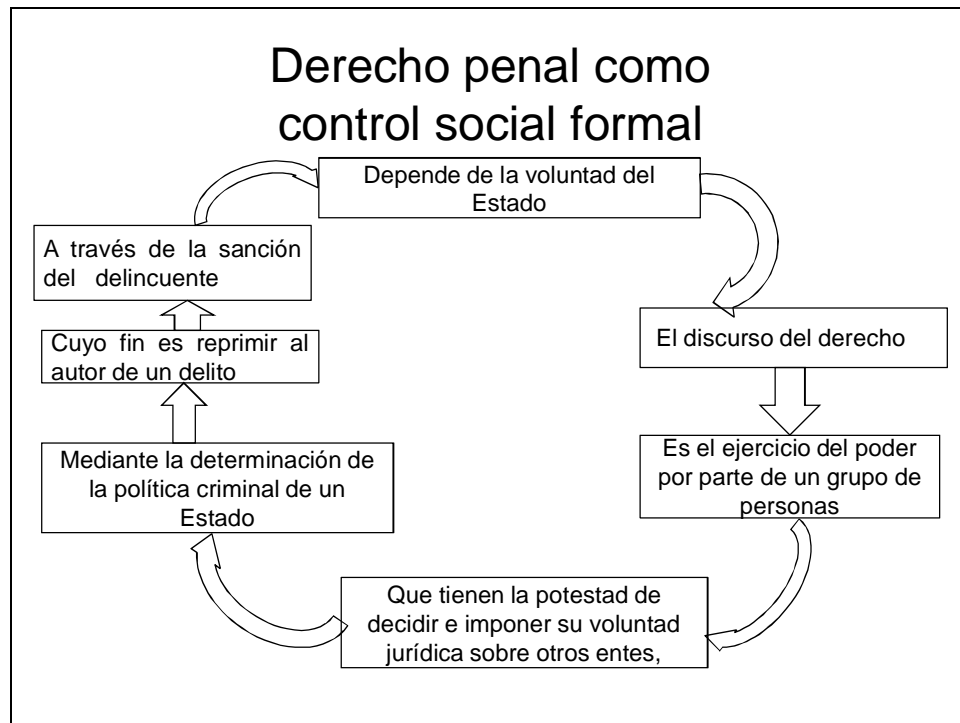 Derecho penal como
control social formal
Depende de la voluntad del
Estado
El discurso del derecho
Es el ejercicio del poder
por parte de un grupo de
personas
Que tienen la potestad de
decidir e imponer su voluntad
jurídica sobre otros entes,
Mediante la determinación de
la política criminal de un
Estado
Cuyo fin es reprimir al
autor de un delito
A través de la sanción
del delincuente